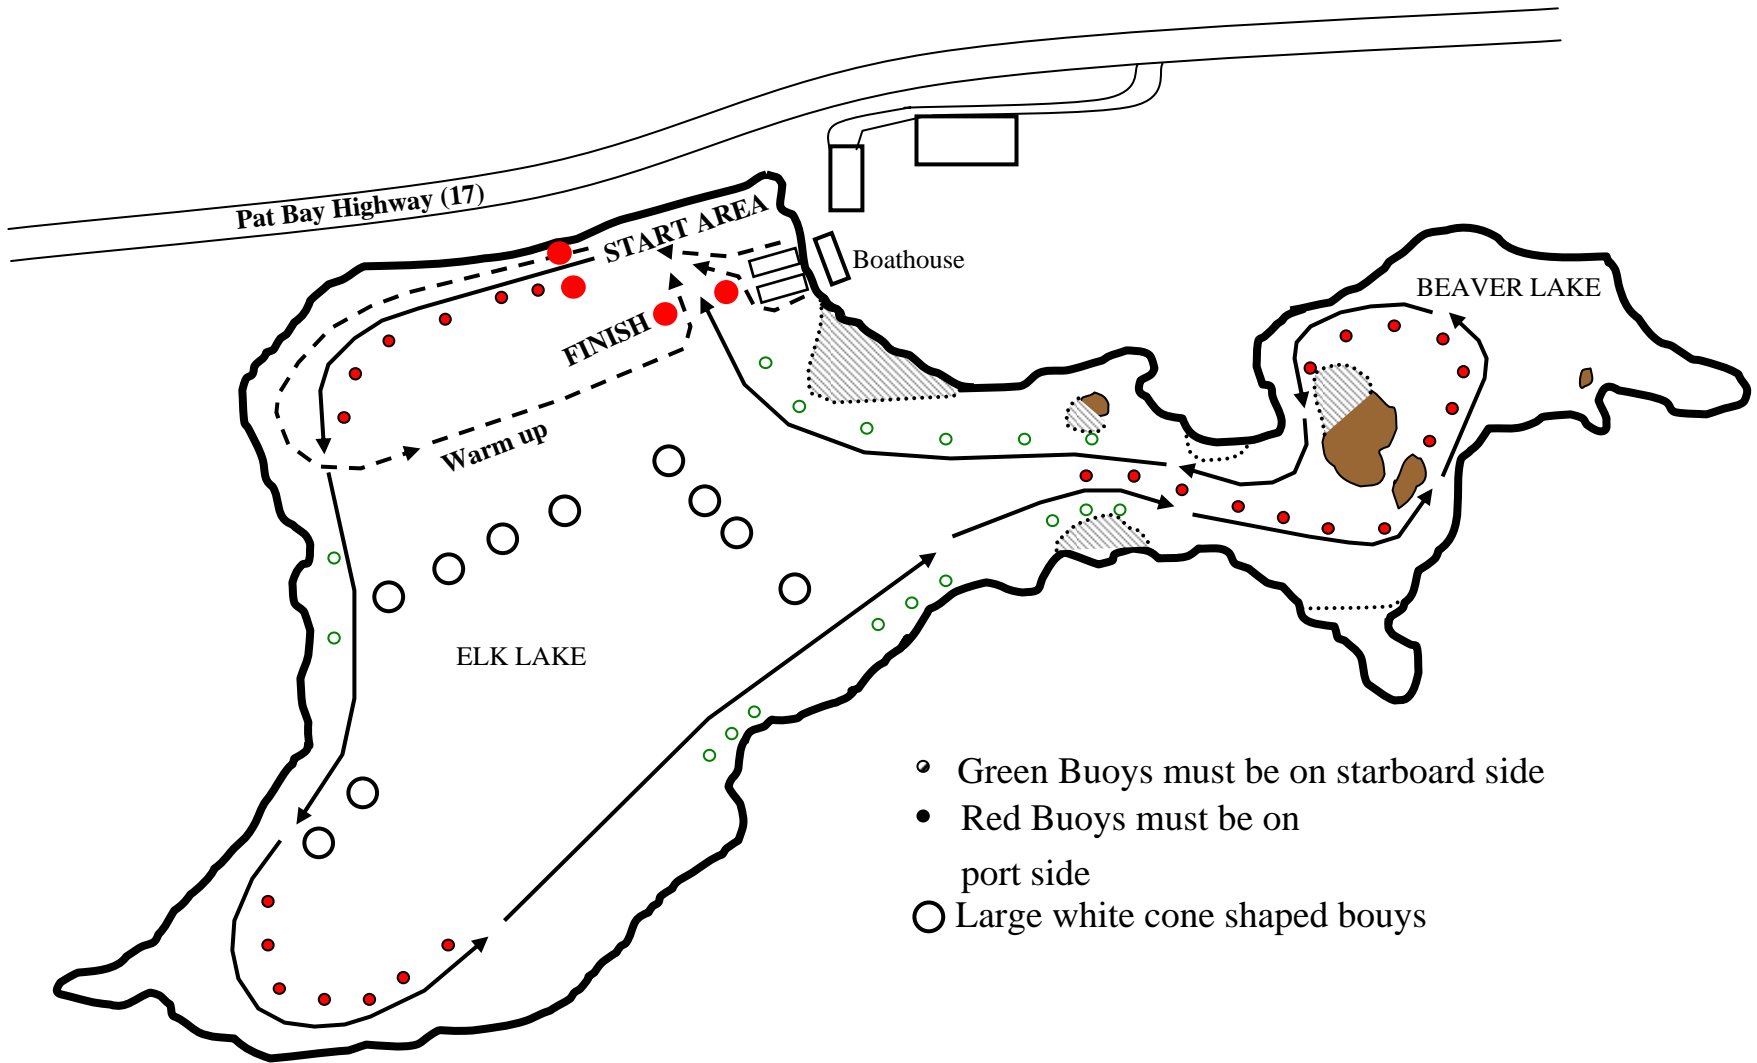 Pat Bay Highway (17)
START AREA
Boathouse
BEAVER LAKE
FINISH
Warm up
ELK LAKE
Green Buoys must be on starboard side
Red Buoys must be on
port side
Large white cone shaped bouys